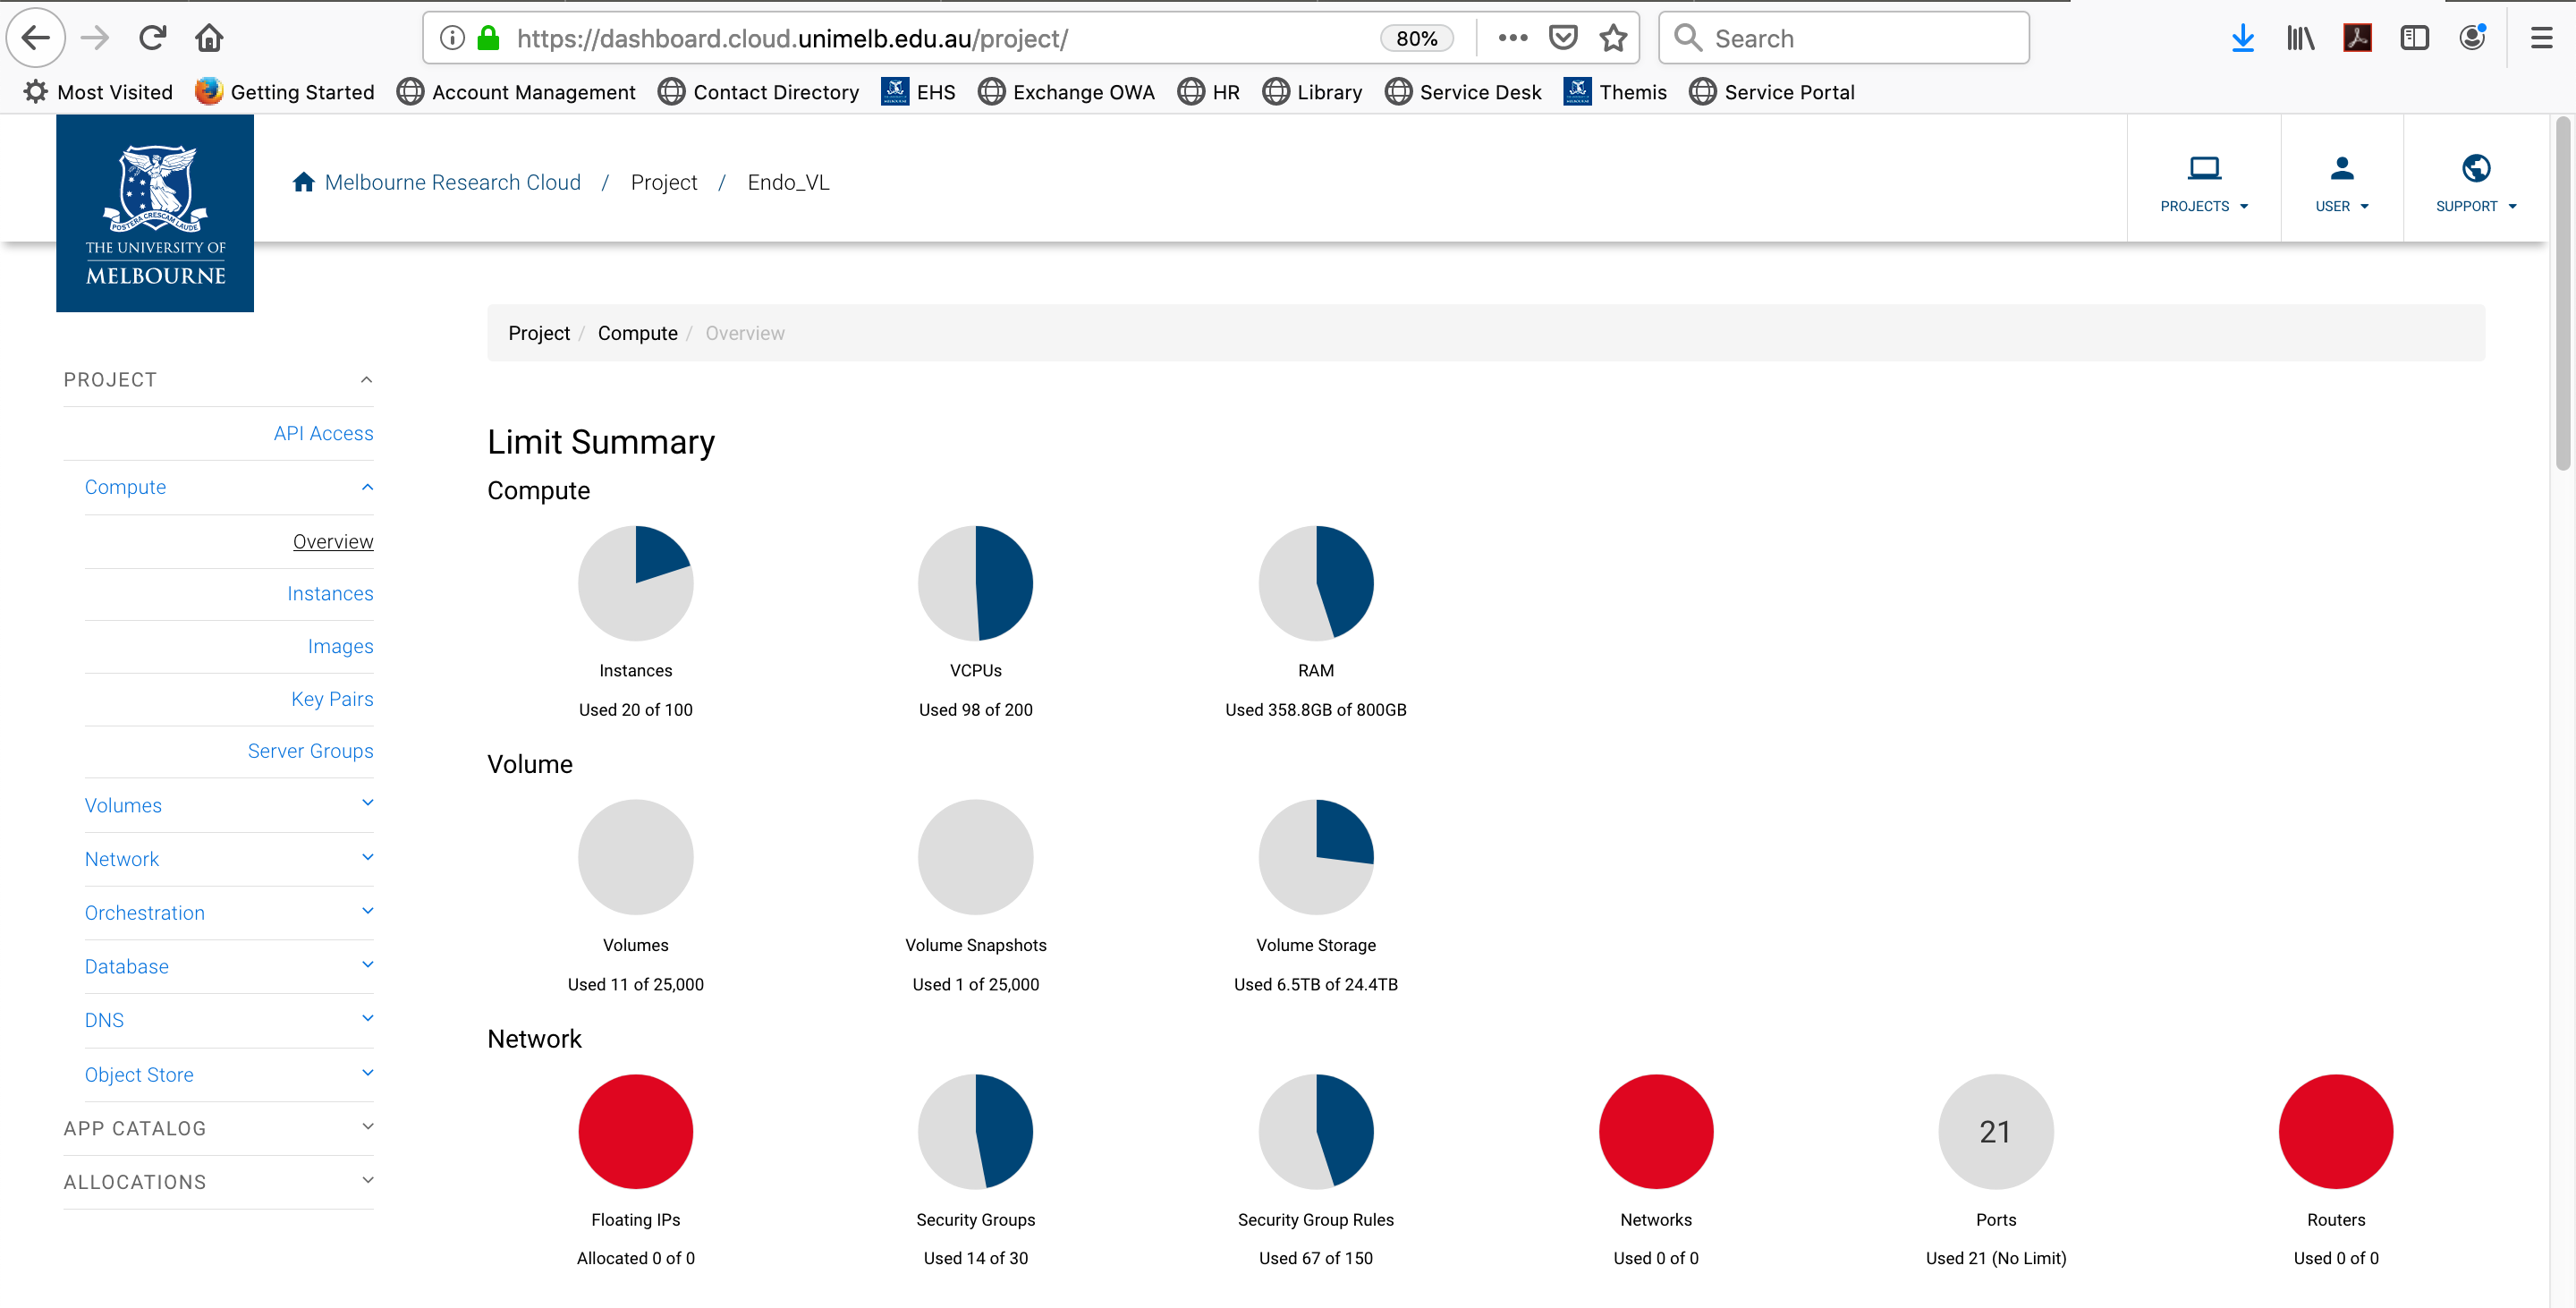 https://dashboard.cloud.unimelb.edu.au/project/
80%
Search
Most Visited
Getting Started
Account Management
Contact Directory
EHS
Exchange OWA
HR
Library
Service Desk
Themis
Service Portal
POSTERA CRESCAM LAUDE
THE UNIVERSITY OF
MELBOURNE
Melbourne Research Cloud / Project / Endo_VL
PROJECTS
USER
SUPPORT
Project / Compute / Overview
PROJECT
API Access
Compute
Overview
Instances
Images
Key Pairs
Server Groups
Volumes
Network
Orchestration
Database
DNS
Object Store
APP CATALOG
ALLOCATIONS
Limit Summary
Compute
Instances
Used 20 of 100
VCPUs
Used 98 of 200
RAM
Used 358.8GB of 800GB
Volume
Volumes
Used 11 of 25,000
Volume Snapshots
Used 1 of 25,000
Volume Storage
Used 6.5TB of 24.4TB
Network
Floating IPs
Allocated 0 of 0
Security Groups
Used 14 of 30
Security Group Rules
Used 67 of 150
Networks
Used 0 of 0
21
Ports
Used 21 (No Limit)
Routers
Used 0 of 0